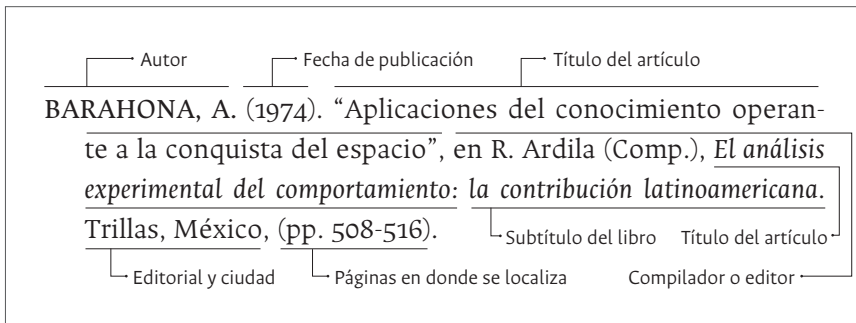 Autor Fecha de publicación Título del artículo
BARAHONA, A. (1974). “Aplicaciones del conocimiento operan-
te a la conquista del espacio”, en R. Ardila (Comp.), El análisis
experimental del comportamiento: la contribución latinoamericana.
Trillas, México, (pp. 508-516).
Subtítulo del libro Título del artículo
Editorial y ciudad Páginas en donde se localiza Compilador o editor